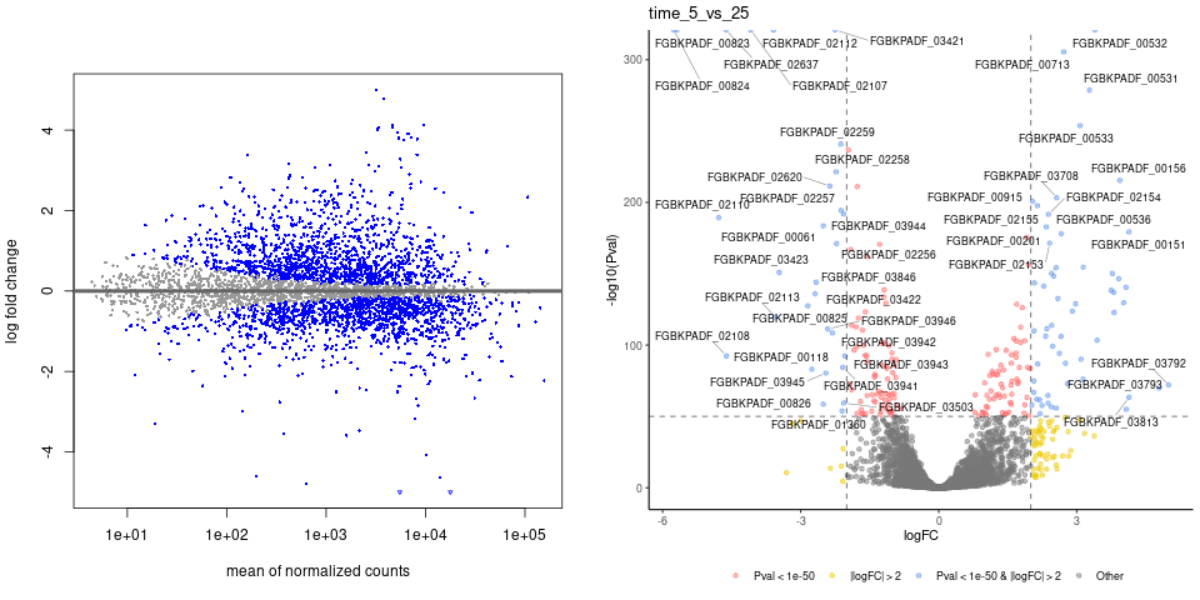 log fold change
4
2
0
-2
-4
1e+01 1e+02 1e+03 1e+04 1e+05
mean of normalized counts
time_5_vs_25
-log10(Pval)
300
200
100
0
FGBKPADF_00823 FGBKPADF_02112 FGBKPADF_03421 FGBKPADF_00532
FGBKPADF_02637 FGBKPADF_00713
FGBKPADF_00824 FGBKPADF_02107 FGBKPADF_00531
FGBKPADF_02259 FGBKPADF_00533
FGBKPADF_02258 FGBKPADF_00156
FGBKPADF_02620 FGBKPADF_03708
FGBKPADF_02110 FGBKPADF_02257 FGBKPADF_00915 FGBKPADF_02154
FGBKPADF_03944 FGBKPADF_02155 FGBKPADF_00536
FGBKPADF_00061 FGBKPADF_00201 FGBKPADF_00151
FGBKPADF_03423 FGBKPADF_02256 FGBKPADF_02153
FGBKPADF_03846
FGBKPADF_02113 FGBKPADF_03422
FGBKPADF_00825 FGBKPADF_03946
FGBKPADF_02108 FGBKPADF_03942
FGBKPADF_00118 FGBKPADF_03943 FGBKPADF_03792
FGBKPADF_03945 FGBKPADF_03941 FGBKPADF_03793
FGBKPADF_00826 FGBKPADF_03503
FGBKPADF_01360 FGBKPADF_03813
-6 -3 0 3
logFC
Pval < 1e-50 |logFC| > 2 Pval < 1e-50 & |logFC| > 2 Other